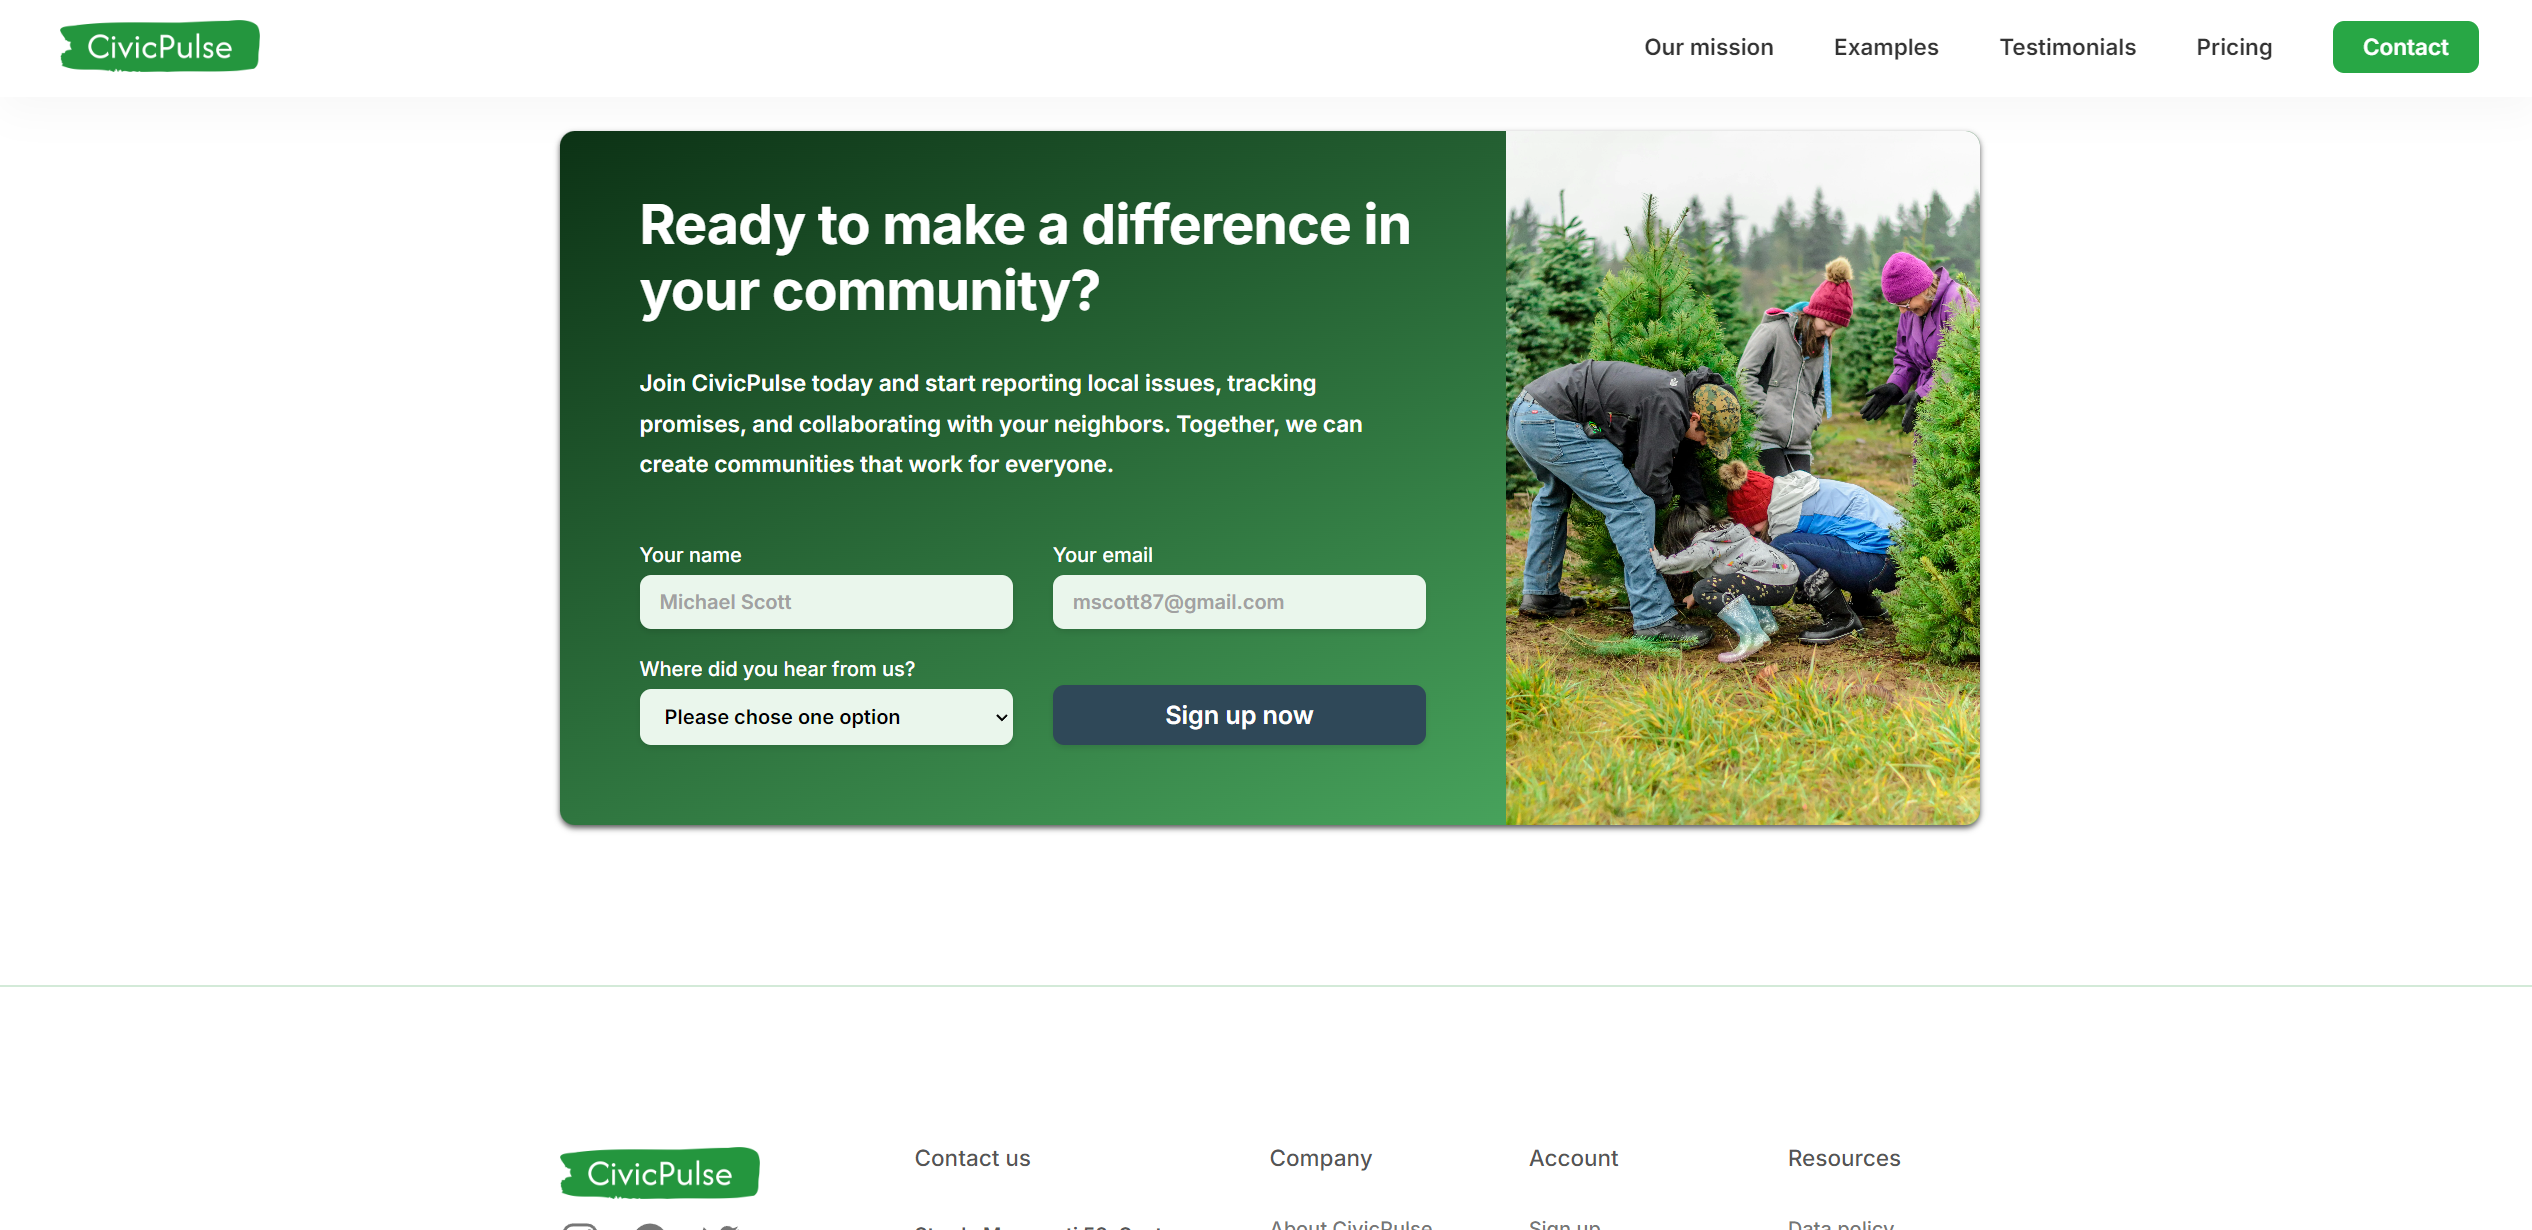 CivicPulse
Our mission
Examples
Testimonials
Pricing
Contact
Ready to make a difference in
your community?
Join CivicPulse today and start reporting local issues, tracking
promises, and collaborating with your neighbors. Together, we can
create communities that work for everyone.
Your name
Michael Scott
Your email
mscott87@gmail.com
Where did you hear from us?
Please chose one option
Sign up now
CivicPulse
Contact us
Company
About CivicPulse
Account
Sign up
Resources
Data policy